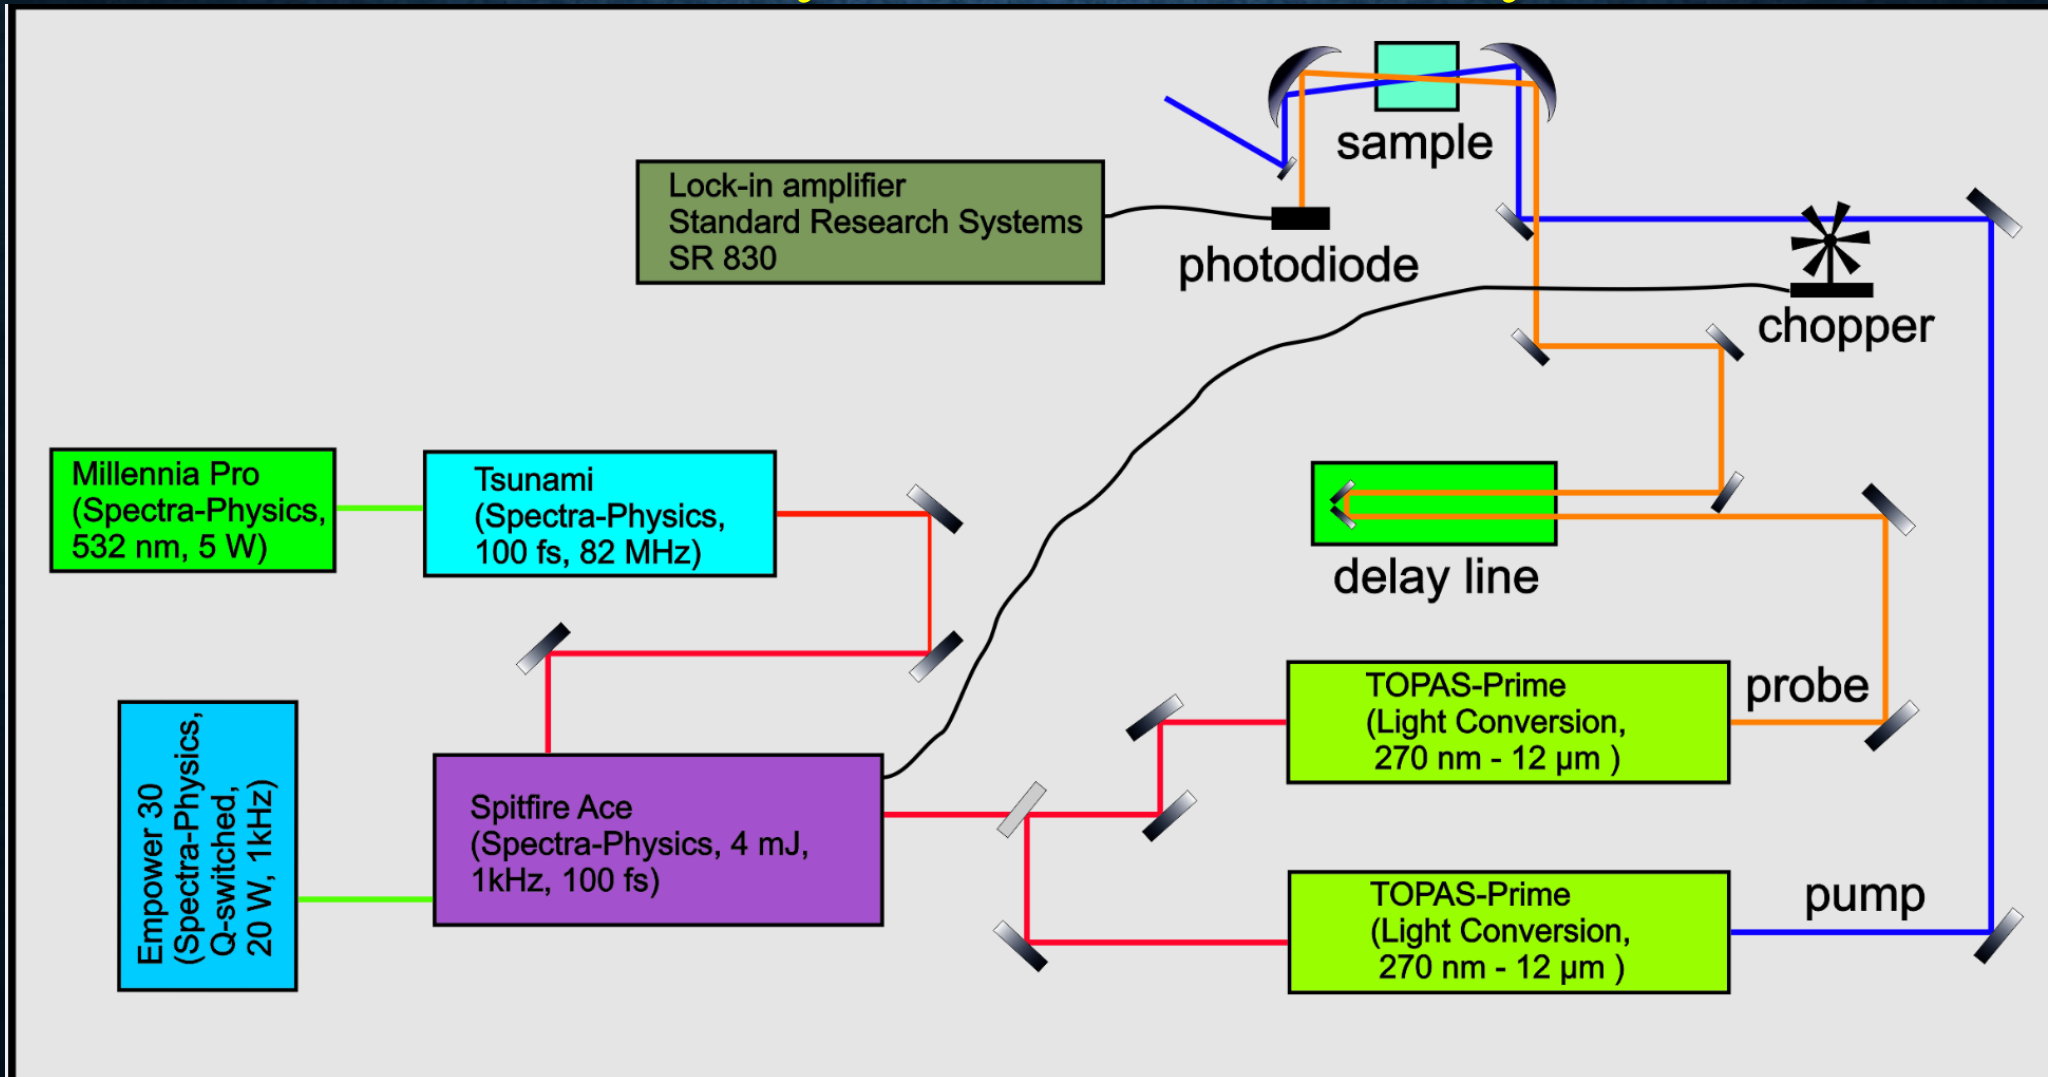 sample
Lock-in amplifier
Standard Research Systems
SR 830
photodiode
chopper
Millennia Pro
(Spectra-Physics,
532 nm, 5 W)
Tsunami
(Spectra-Physics,
100 fs, 82 MHz)
delay line
Empower 30
(Spectra-Physics,
Q-switched,
20 W, 1kHz)
Spitfire Ace
(Spectra-Physics, 4 mJ,
1kHz, 100 fs)
TOPAS-Prime
(Light Conversion,
270 nm - 12 µm )
probe
TOPAS-Prime
(Light Conversion,
270 nm - 12 µm )
pump